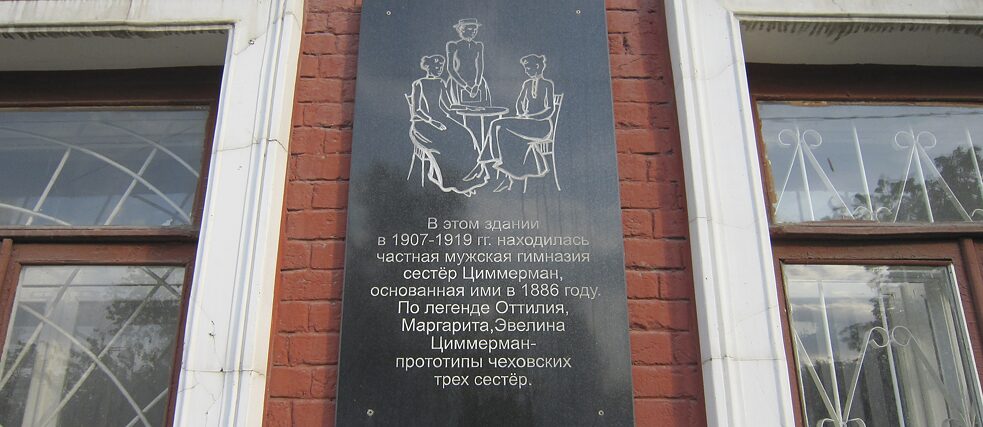 В этом здании
в 1907-1919 гг. находилась
частная мужская гимназия
сестёр Циммерман,
основанная ими в 1886 году.
По легенде Оттилия,
Маргарита,Эвелина
Циммерман-
прототипы чеховских
трех сестёр.